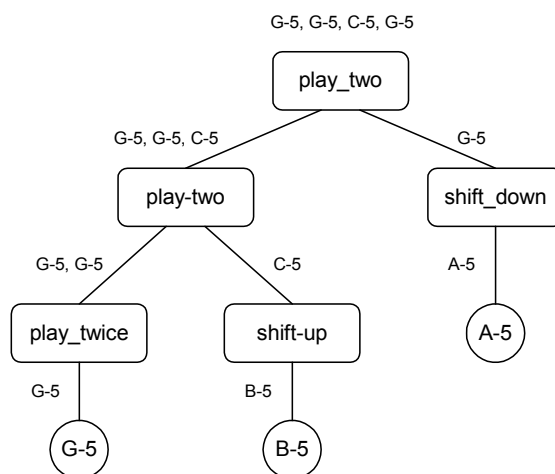 G-5, G-5, C-5, G-5
play_two
G-5, G-5, C-5
G-5
play-two
shift_down
G-5, G-5
C-5
A-5
play_twice
shift-up
A-5
G-5
B-5
G-5
B-5